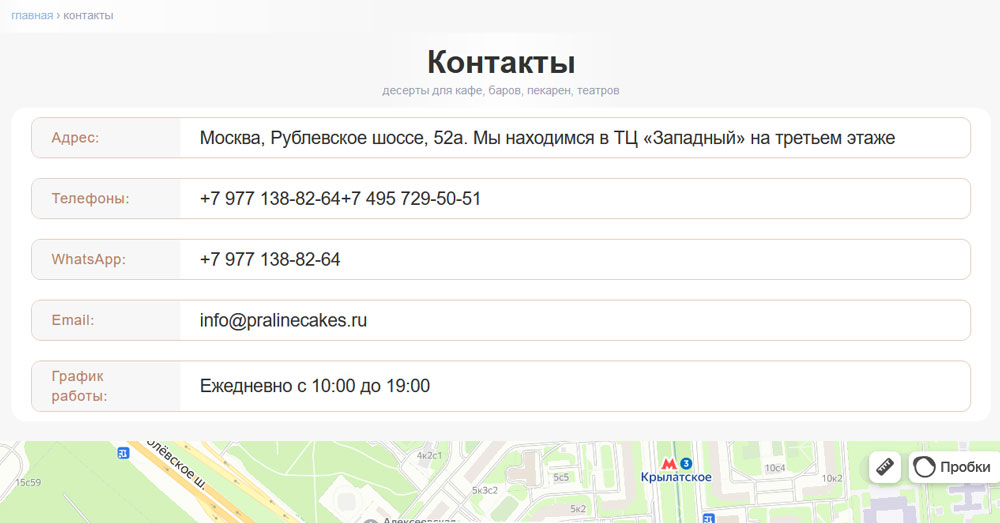 главная › контакты
Контакты
десерты для кафе, баров, пекарен, театров
Адрес:
Москва, Рублевское шоссе, 52а. Мы находимся в ТЦ «Западный» на третьем этаже
Телефоны:
+7 977 138-82-64+7 495 729-50-51
WhatsApp:
+7 977 138-82-64
Email:
info@pralinecakes.ru
График
работы:
Ежедневно с 10:00 до 19:00
олёвское ш.
4к2с1
3
Крылатское
10с4
Пробки
15с59
5к3с2
5с5
10к2
5к2
Алексеевская